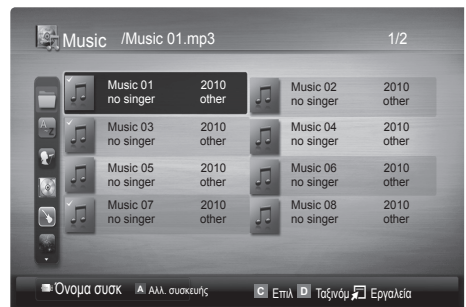 Music /Music 01.mp3 1/2
Music 01 2010 Music 02 2010
no singer other no singer other
Music 03 2010 Music 04 2010
no singer other no singer other
Music 05 2010 Music 06 2010
no singer other no singer other
Music 07 2010 Music 08 2010
no singer other no singer other
Όνομα συσκ A Αλλ. συσκευής C Επιλ D Ταξινόμ Εργαλεία